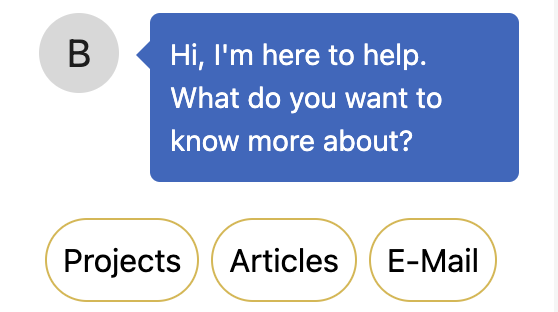 B
Hi, I'm here to help.
What do you want to
know more about?
Projects
Articles
E-Mail